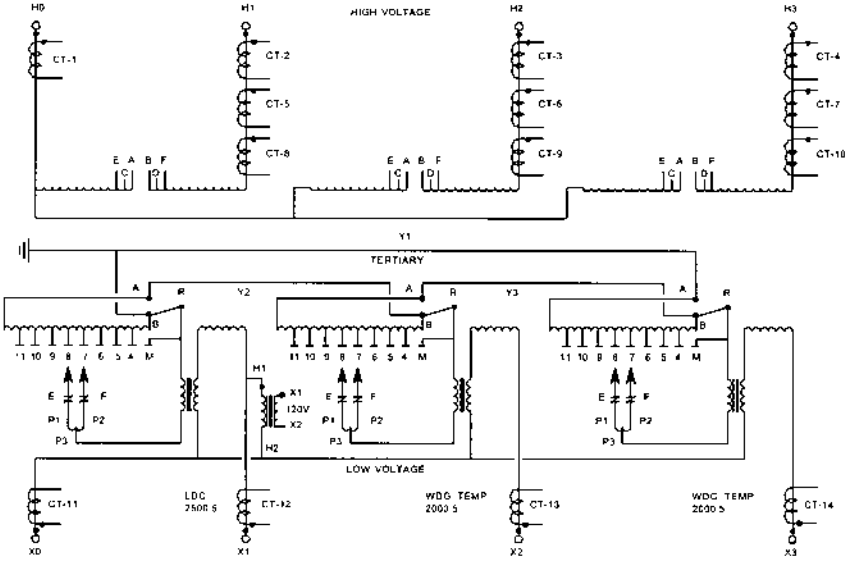 H0 H1 HIGH VOLTAGE H2 H3
CT-1 CT-2 CT-3 CT-4
CT-5 CT-6 CT-7
CT-8 CT-9 CT-10
E A B F E A B F E A B F
C D C D C D
Y1
TERTIARY
A R Y2 A R Y3 A R
B B B
11 10 9 8 7 6 5 4 M 11 10 9 8 7 6 5 4 M 11 10 9 8 7 6 5 4 M
H1
E F X1 E F E F
120V
P1 P2 X2 P1 P2 P1 P2
P3 H2 P3 P3
LOW VOLTAGE
CT-11 LDC CT-12 WDG TEMP CT-13 WDG TEMP CT-14
2500 5 2000 5 2000 5
X0 X1 X2 X3